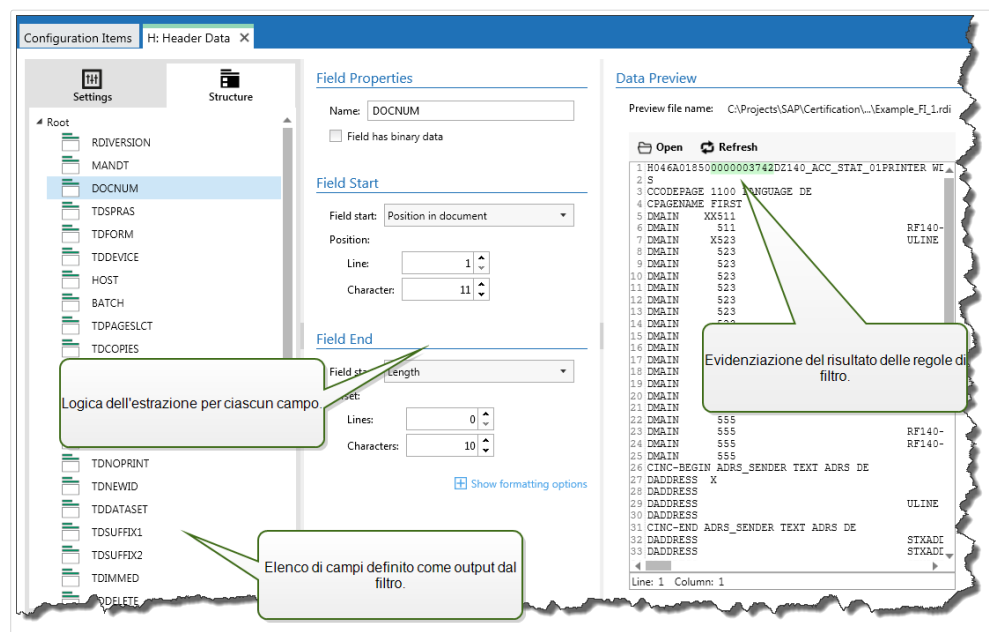 Configuration Items
H: Header Data
Settings
Structure
Root
RDIVERSION
MANDT
DOCNUM
TDSPRAS
TDFORM
TDDEVICE
HOST
BATCH
TDPAGESLCT
TDCOPIES
Logica dell'estrazione per ciascun campo.
TDNOPRINT
TDNEWID
TDDATASET
TDSUFFIX1
TDSUFFIX2
TDIMMED
Elenco di campi definito come output dal
filtro.
Field Properties
Name: DOCNUM
Field has binary data
Field Start
Field start: Position in document
Position:
Line: 1
Character: 11
Field End
Length
Lines: 0
Characters: 10
Show formatting options
Data Preview
Preview file name: C:\Projects\SAP\Certification\...\Example_FI_1.rdi
Open Refresh
1 H046A018500000003742DZ140_ACC_STAT_01PRINTER WI
2 S
3 CCODEPAGE 1100 LANGUAGE DE
4 CPAGENAME FIRST
5 DMAIN XX511
6 DMAIN 511 RF140-
7 DMAIN X523 ULINE
8 DMAIN 523
9 DMAIN 523
10 DMAIN 523
11 DMAIN 523
12 DMAIN 523
13 DMAIN 523
14 DMAIN 523
15 DMAIN
16 DMAIN
17 DMAIN
18 DMAIN
19 DMAIN
20 DMAIN
21 DMAIN
Evidenziazione del risultato delle regole di
filtro.
22 DMAIN 555
23 DMAIN 555 RF140-
24 DMAIN 555 RF140-
25 DMAIN 555
26 CINC-BEGIN ADRS_SENDER TEXT ADRS DE
27 DADDRESS X
28 DADDRESS
29 DADDRESS ULINE
30 DADDRESS
31 CINC-END ADRS_SENDER TEXT ADRS DE
32 DADDRESS STXADI
33 DADDRESS STXADI
Line: 1 Column: 1